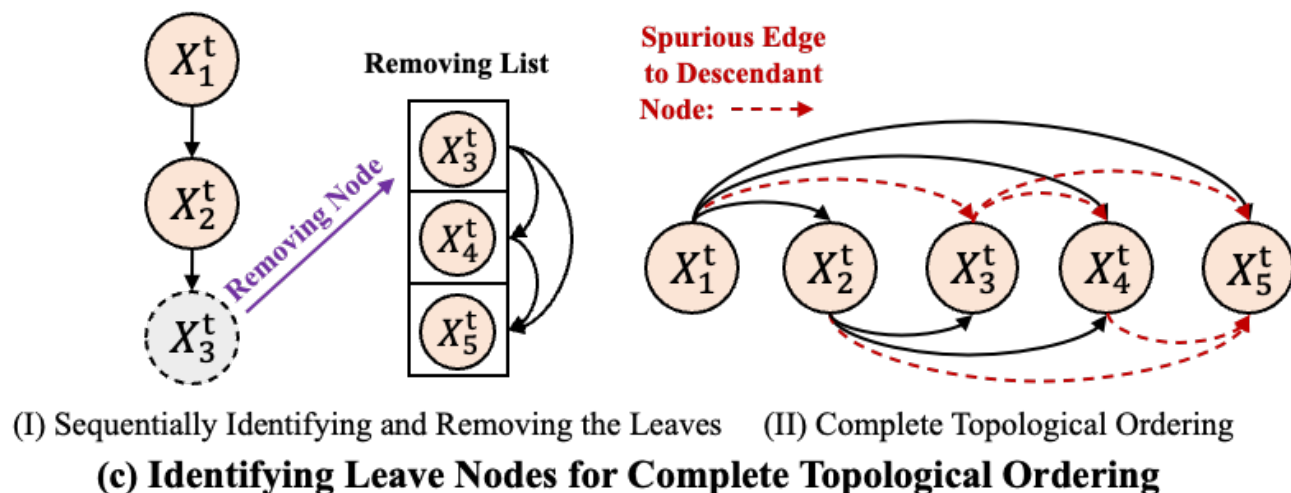 X₁ᵗ
X₂ᵗ
X₃ᵗ
Removing Node
Removing List
X₃ᵗ
X₄ᵗ
X₅ᵗ
Spurious Edge
to Descendant
Node:
X₁ᵗ X₂ᵗ X₃ᵗ X₄ᵗ X₅ᵗ
(I) Sequentially Identifying and Removing the Leaves
(II) Complete Topological Ordering
(c) Identifying Leave Nodes for Complete Topological Ordering